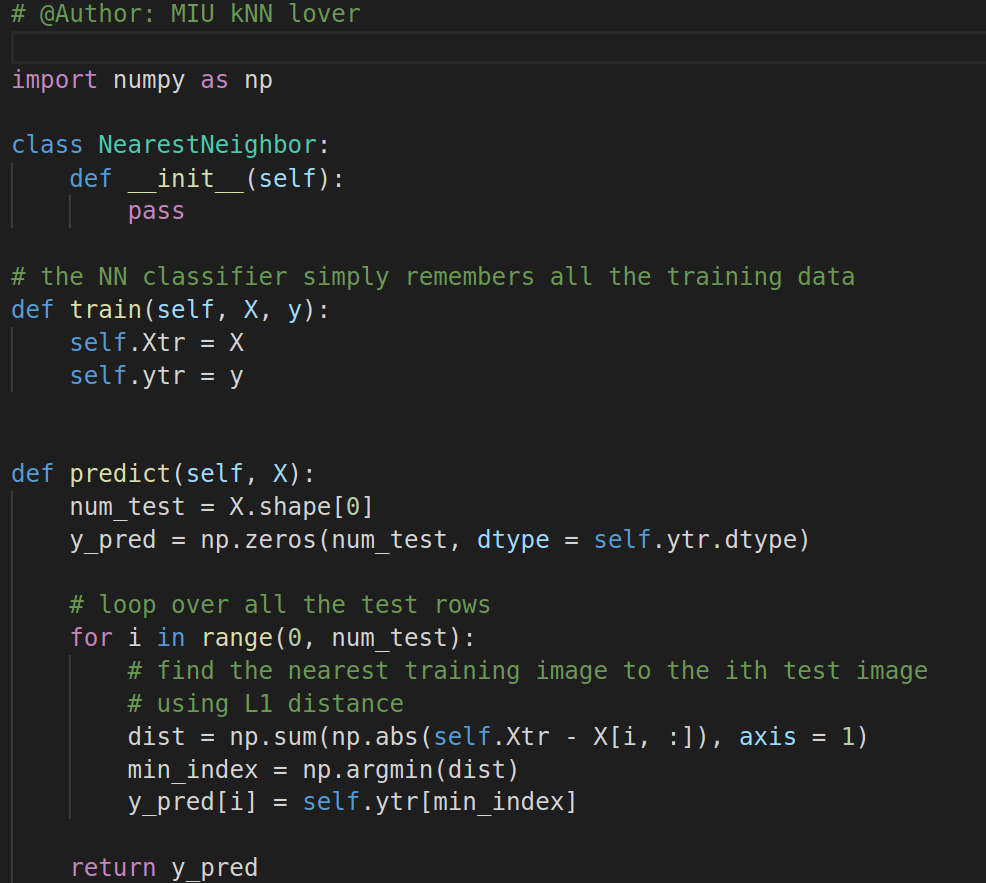 # @Author: MIU kNN lover
import numpy as np
class NearestNeighbor:
    def __init__(self):
        pass
# the NN classifier simply remembers all the training data
def train(self, X, y):
    self.Xtr = X
    self.ytr = y
def predict(self, X):
    num_test = X.shape[0]
    y_pred = np.zeros(num_test, dtype = self.ytr.dtype)
    # loop over all the test rows
    for i in range(0, num_test):
        # find the nearest training image to the ith test image
        # using L1 distance
        dist = np.sum(np.abs(self.Xtr - X[i, :]), axis = 1)
        min_index = np.argmin(dist)
        y_pred[i] = self.ytr[min_index]
    return y_pred